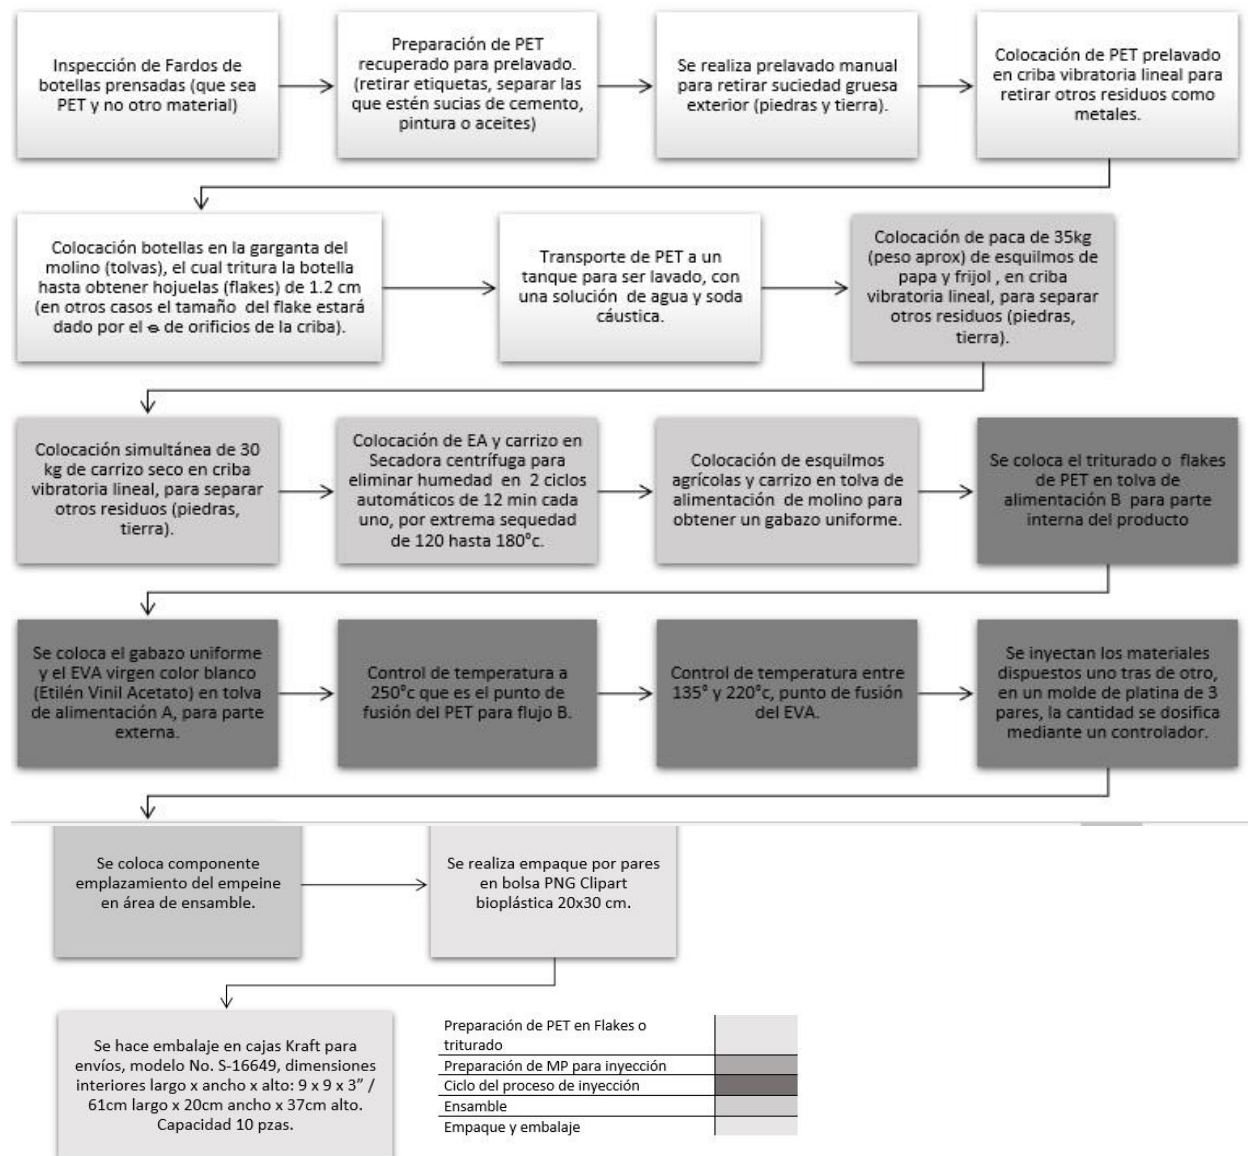 Inspección de Fardos de
botellas prensadas (que sea
PET y no otro material)
Preparación de PET
recuperado para prelavado.
(retirar etiquetas, separar las
que estén sucias de cemento,
pintura o aceites)
Se realiza prelavado manual
para retirar suciedad gruesa
exterior (piedras y tierra).
Colocación de PET prelavado
en criba vibratoria lineal para
retirar otros residuos como
metales.
Colocación botellas en la garganta del
molino (tolvas), el cual tritura la botella
hasta obtener hojuelas (flakes) de 1.2 cm
(en otros casos el tamaño del flake estará
dado por el de orificios de la criba).
Transporte de PET a un
tanque para ser lavado, con
una solución de agua y soda
cáustica.
Colocación de paca de 35kg
(peso aprox) de esquilmos de
papa y frijol , en criba
vibratoria lineal, para separar
otros residuos (piedras,
tierra).
Colocación simultánea de 30
kg de carrizo seco en criba
vibratoria lineal, para separar
otros residuos (piedras,
tierra).
Colocación de EA y carrizo en
Secadora centrífuga para
eliminar humedad en 2 ciclos
automáticos de 12 min cada
uno, por extrema sequedad
de 120 hasta 180°c.
Colocación de esquilmos
agrícolas y carrizo en tolva de
alimentación de molino para
obtener un gabazo uniforme.
Se coloca el triturado o flakes
de PET en tolva de
alimentación B para parte
interna del producto
Se coloca el gabazo uniforme
y el EVA virgen color blanco
(Etilén Vinil Acetato) en tolva
de alimentación A, para parte
externa.
Control de temperatura a
250°c que es el punto de
fusión del PET para flujo B.
Control de temperatura entre
135° y 220°c, punto de fusión
del EVA.
Se inyectan los materiales
dispuestos uno tras de otro,
en un molde de platina de 3
pares, la cantidad se dosifica
mediante un controlador.
Se coloca componente
emplazamiento del empeine
en área de ensamble.
Se realiza empaque por pares
en bolsa PNG Clipart
bioplástica 20x30 cm.
Se hace embalaje en cajas Kraft para
envíos, modelo No. S-16649, dimensiones
interiores largo x ancho x alto: 9 x 9 x 3” /
61cm largo x 20cm ancho x 37cm alto.
Capacidad 10 pzas.
Preparación de PET en Flakes o
triturado
Preparación de MP para inyección
Ciclo del proceso de inyección
Ensamble
Empaque y embalaje